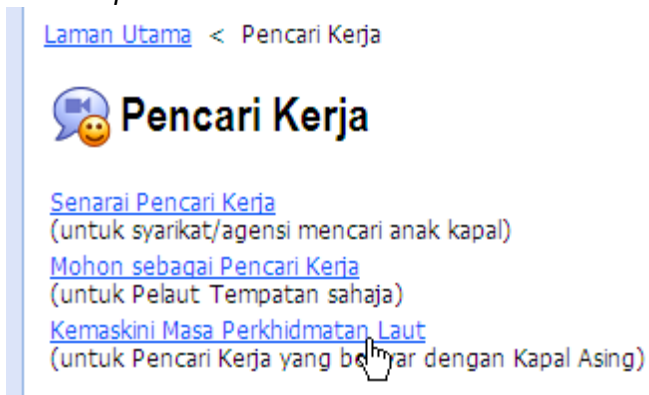 Laman Utama < Pencari Kerja
Pencari Kerja
Senarai Pencari Kerja
(untuk syarikat/agensi mencari anak kapal)
Mohon sebagai Pencari Kerja
(untuk Pelaut Tempatan sahaja)
Kemaskini Masa Perkhidmatan Laut
(untuk Pencari Kerja yang dengan Kapal Asing)